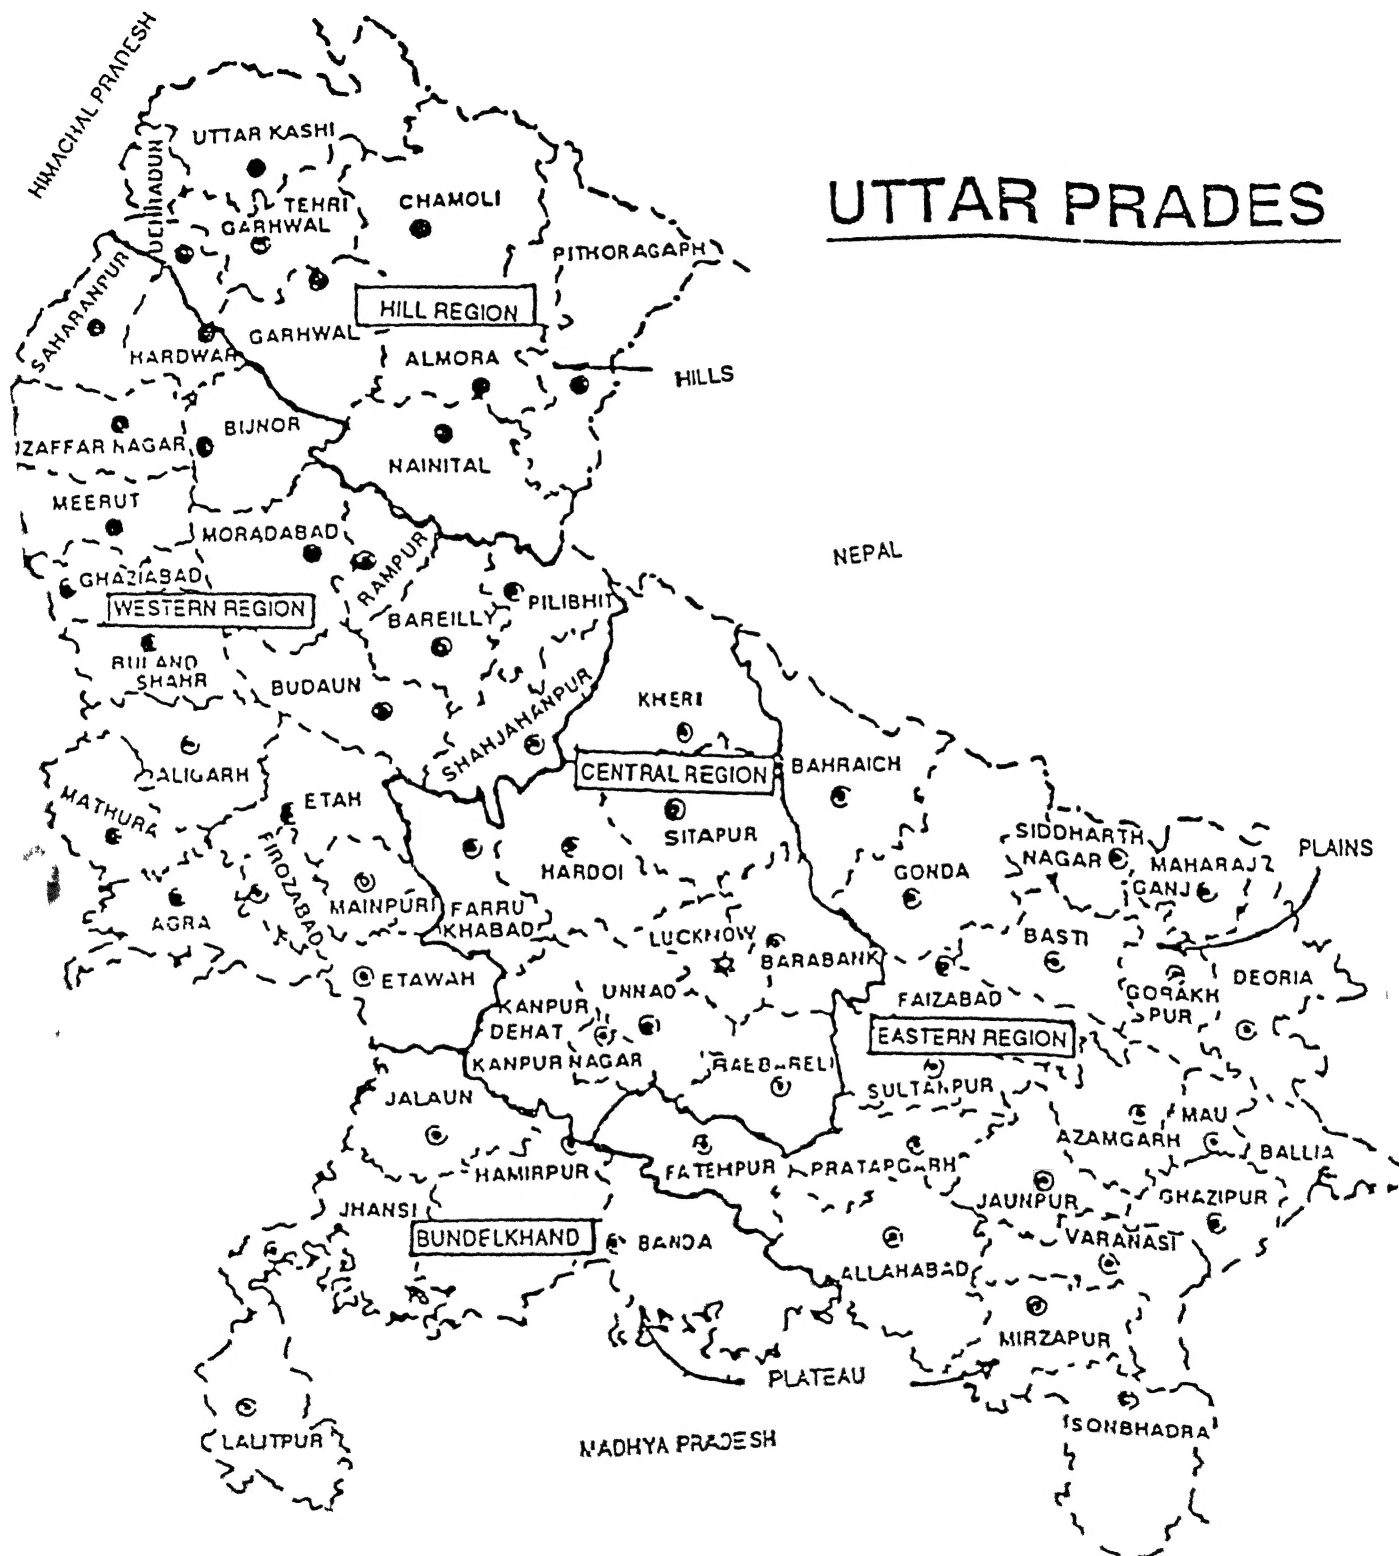 HIMACHAL PRADESH
UTTAR KASHI
DEHRADUN
TEHRI
GARHWAL
CHAMOLI
UTTAR PRADES
PITHORAGAPH
SAHARANPUR
HILL REGION
HARDWAR
GARHWAL
ALMORA
HILLS
IZAFFAR NAGAR
BIJNOR
NAINITAL
MEERUT
MORADABAD
RAMPUR
NEPAL
GHAZIABAD
WESTERN REGION
BAREILLY
PILIBHIT
BULAND
SHAHR
BUDAUN
SHAHJAHANPUR
KHERI
ALIGARH
CENTRAL REGION
BAHRAICH
MATHURA
ETAH
SITAPUR
SIDDHARTH
NAGAR
MAHARAJ
GANJ
PLAINS
FIROZABAD
HARDOI
GONDA
AGRA
MAINPURI
FARRU
KHABAD
LUCKNOW
BARABANK
BASTI
ETAWAH
DEORIA
KANPUR
DEHAT
UNNAO
FAIZABAD
GORAKH
PUR
EASTERN REGION
KANPUR NAGAR
RAEBARELI
SULTANPUR
JALAUN
MAU
AZAMGARH
BALLIA
HAMIRPUR
FATEHPUR
PRATAPGARH
JAUNPUR
GHAZIPUR
JHANSI
BUNDELKHAND
BANDA
VARANASI
ALLAHABAD
MIRZAPUR
PLATEAU
SONBHADRA
LALITPUR
MADHYA PRADESH